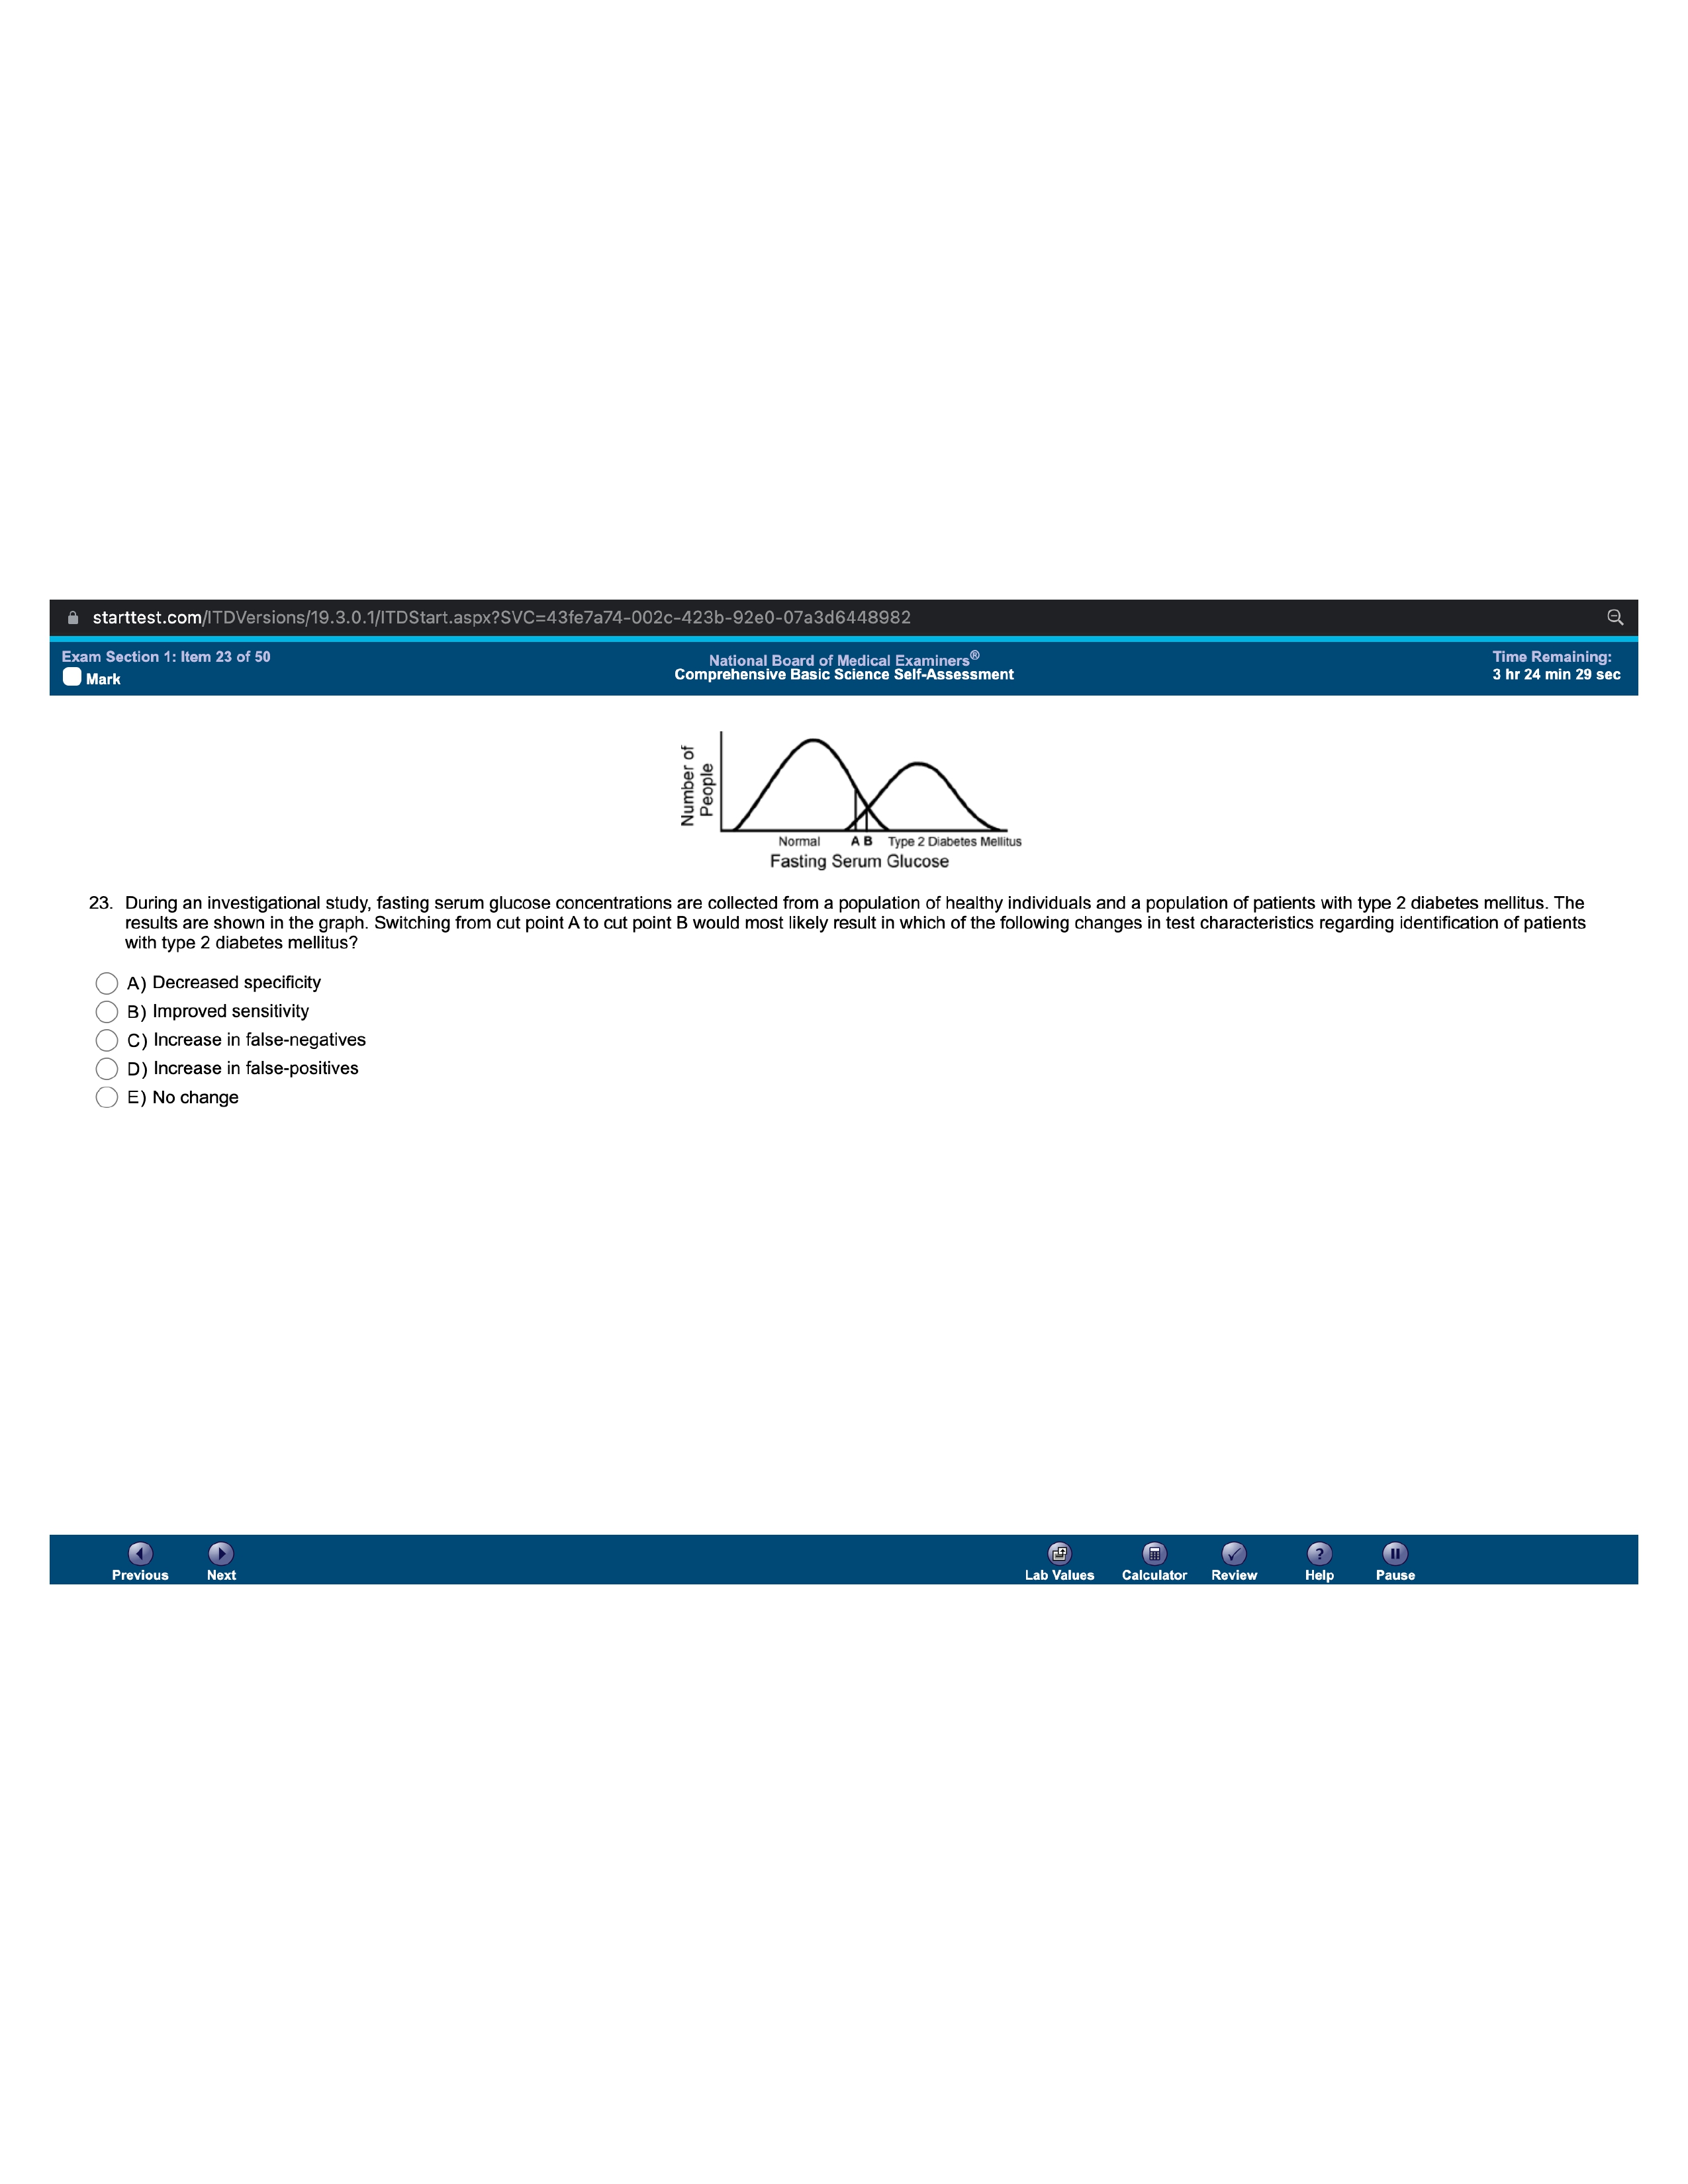 starttest.com/ITDVersions/19.3.0.1/ITDStart.aspx?SVC=43fe7a74-002c-423b-92e0-07a3d6448982
Exam Section 1: Item 23 of 50
Mark
National Board of Medical Examiners®
Comprehensive Basic Science Self-Assessment
Time Remaining:
3 hr 24 min 29 sec
Number of
People
Normal A B Type 2 Diabetes Mellitus
Fasting Serum Glucose
23. During an investigational study, fasting serum glucose concentrations are collected from a population of healthy individuals and a population of patients with type 2 diabetes mellitus. The
results are shown in the graph. Switching from cut point A to cut point B would most likely result in which of the following changes in test characteristics regarding identification of patients
with type 2 diabetes mellitus?
A) Decreased specificity
B) Improved sensitivity
C) Increase in false-negatives
D) Increase in false-positives
E) No change
Previous Next Lab Values Calculator Review Help Pause